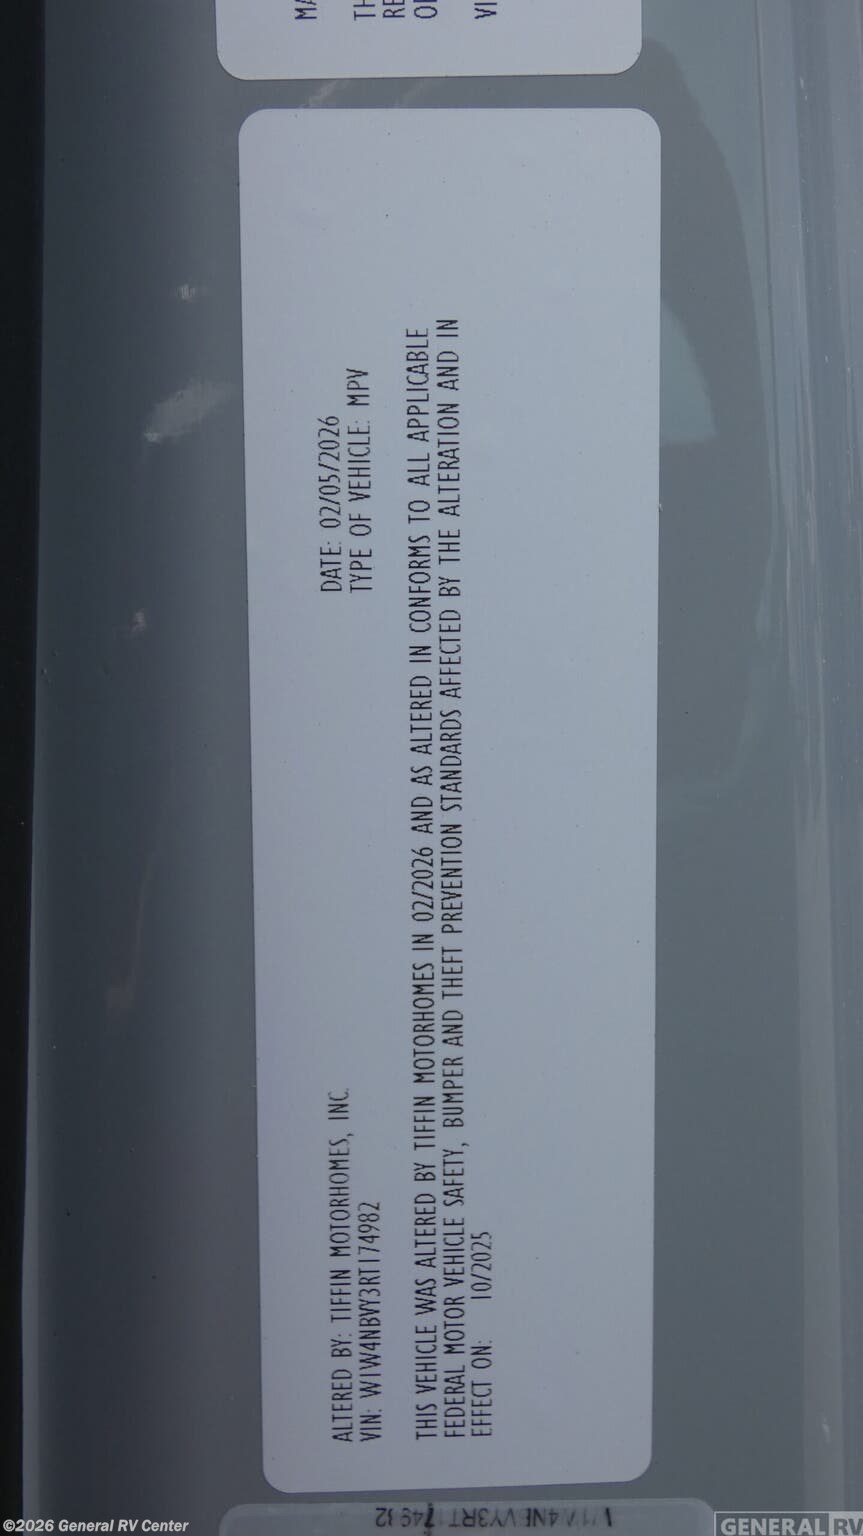 ALTERED BY: TIFFIN MOTORHOMES, INC.
VIN: W1W4NBVY3RT174982
DATE: 02/05/2026
TYPE OF VEHICLE: MPV
THIS VEHICLE WAS ALTERED BY TIFFIN MOTORHOMES IN 02/2026 AND AS ALTERED IN CONFORMS TO ALL APPLICABLE
FEDERAL MOTOR VEHICLE SAFETY, BUMPER AND THEFT PREVENTION STANDARDS AFFECTED BY THE ALTERATION AND IN
EFFECT ON: 10/2025
©2026 General RV Center
GENERAL RV